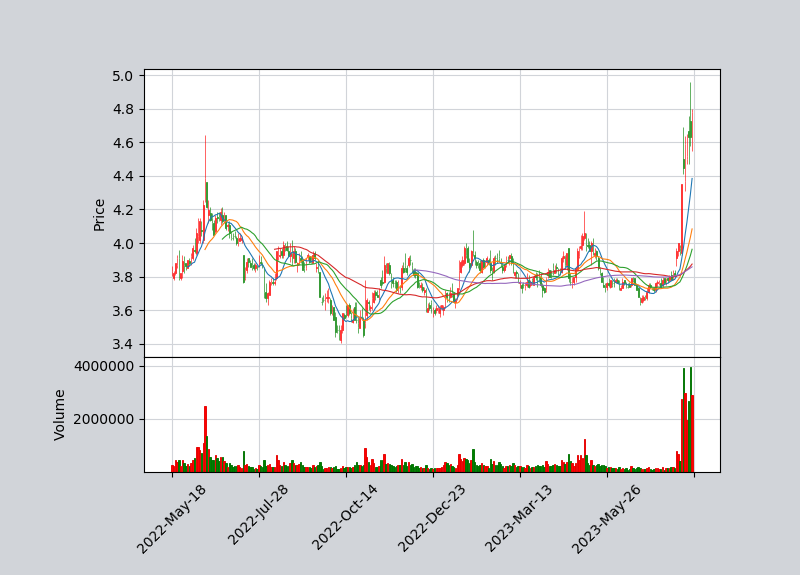 5.0
4.8
4.6
4.4
4.2
4.0
3.8
3.6
3.4
Price
4000000
2000000
Volume
2022-May-18
2022-Jul-28
2022-Oct-14
2022-Dec-23
2023-Mar-13
2023-May-26